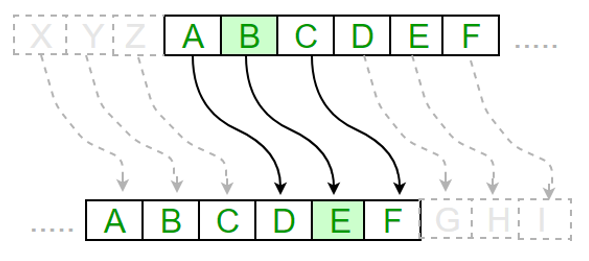 X Y Z A B C D E F .....
..... A B C D E F G H I